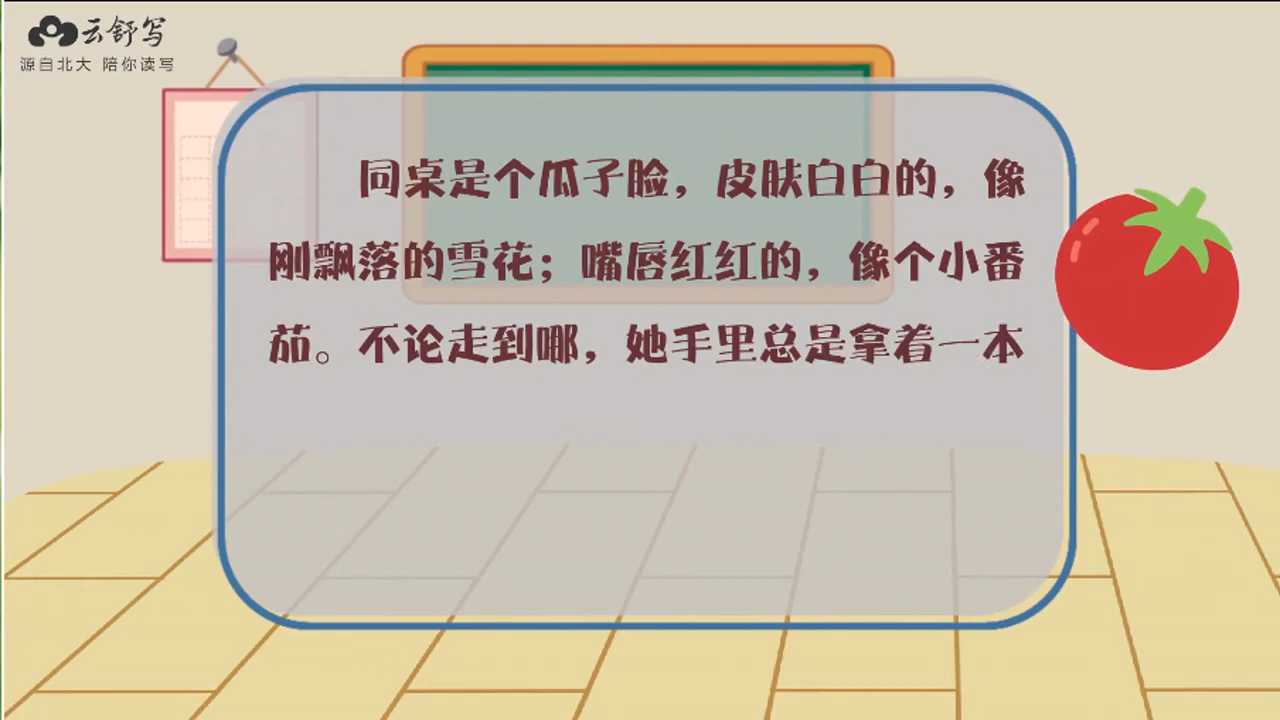 云舒写
源自北大 陪你读写
同桌是个瓜子脸，皮肤白白的，像
刚飘落的雪花；嘴唇红红的，像个小番
茄。不论走到哪，她手里总是拿着一本